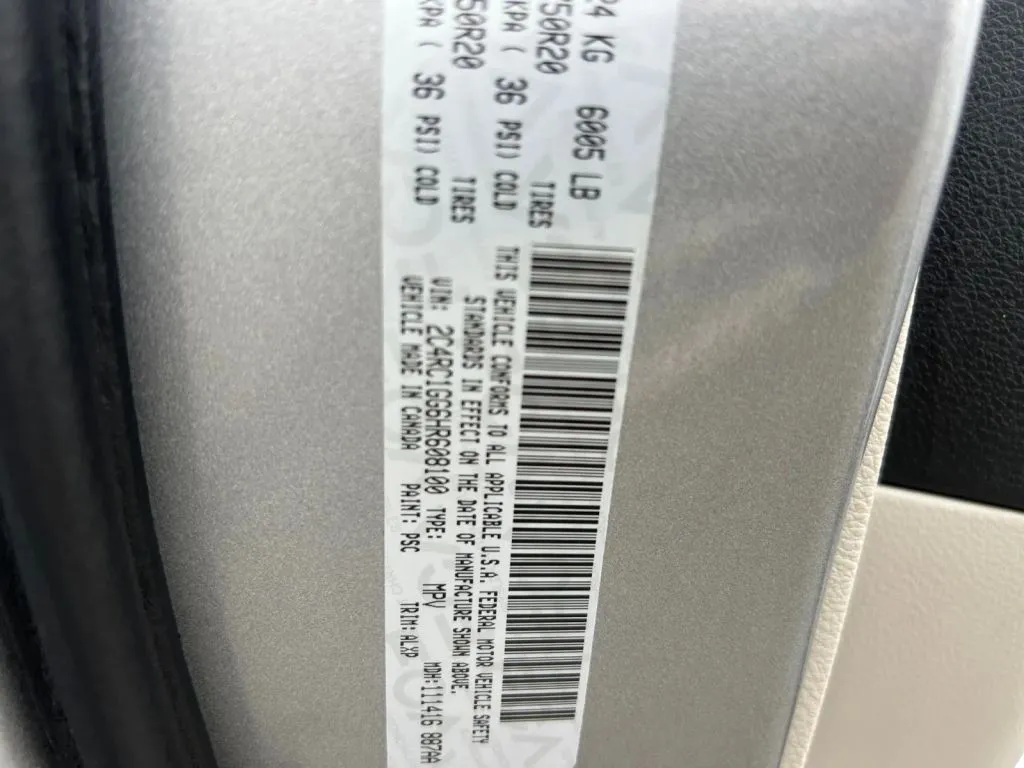 24 KG 6005 LB
50R20 TIRES
KPA ( 36 PSI) COLD
50R20 TIRES
KPA ( 36 PSI) COLD
THIS VEHICLE CONFORMS TO ALL APPLICABLE U.S.A. FEDERAL MOTOR VEHICLE SAFETY
STANDARDS IN EFFECT ON THE DATE OF MANUFACTURE SHOWN ABOVE.
VIN: 2C4RC1GG6HR608100 TYPE: MPV MDH:111416 887AA
VEHICLE MADE IN CANADA PAINT: PSC TRIM: ALXP